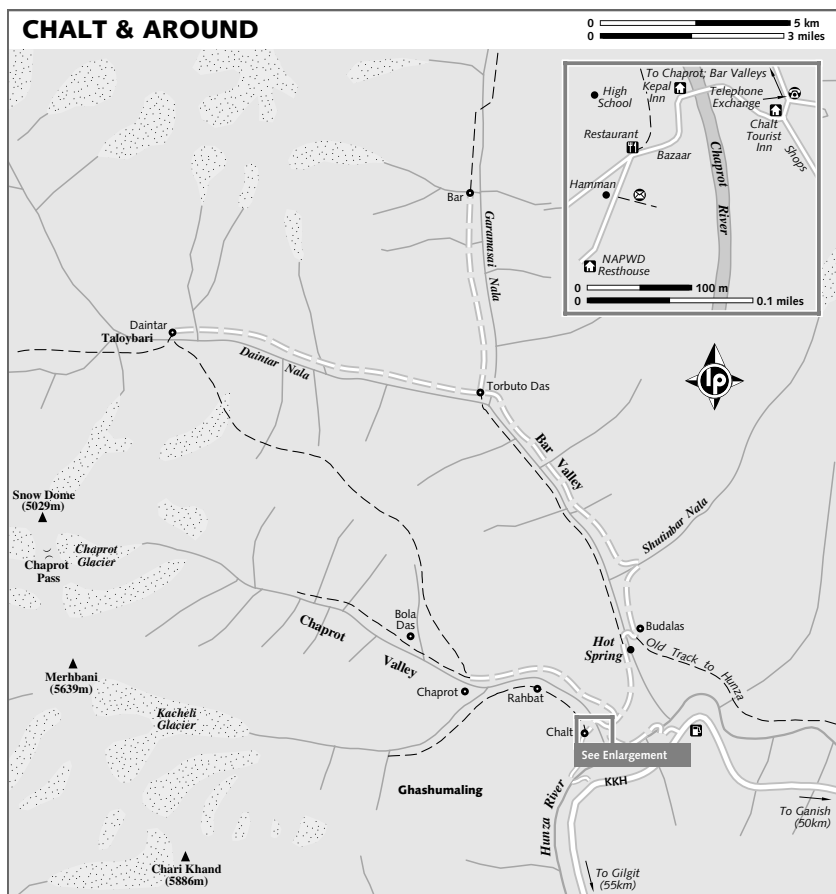 CHALT & AROUND
0 5 km
0 3 miles
To Chaprot; Bar Valleys
Kepal
Inn
High
School
Telephone
Exchange
Chalt
Tourist
Inn
Shops
Restaurant
Bazaar
Chaprot River
Hamman
NAPWD
Resthouse
0 100 m
0 0.1 miles
Bar
Garamasai Nala
Daintar
Taloybari
Daintar Nala
lp
Torbuto Das
Bar Valley
Snow Dome
(5029m)
Shutinbar Nala
Chaprot
Glacier
Chaprot
Pass
Bola
Das
Budalas
Chaprot
Valley
Hot
Spring
Old Track to Hunza
Merhbani
(5639m)
Chaprot
Rahbat
Kacheli
Glacier
Chalt
See Enlargement
KKH
Ghashumaling
Hunza River
To Ganish
(50km)
Chari Khand
(5886m)
To Gilgit
(55km)